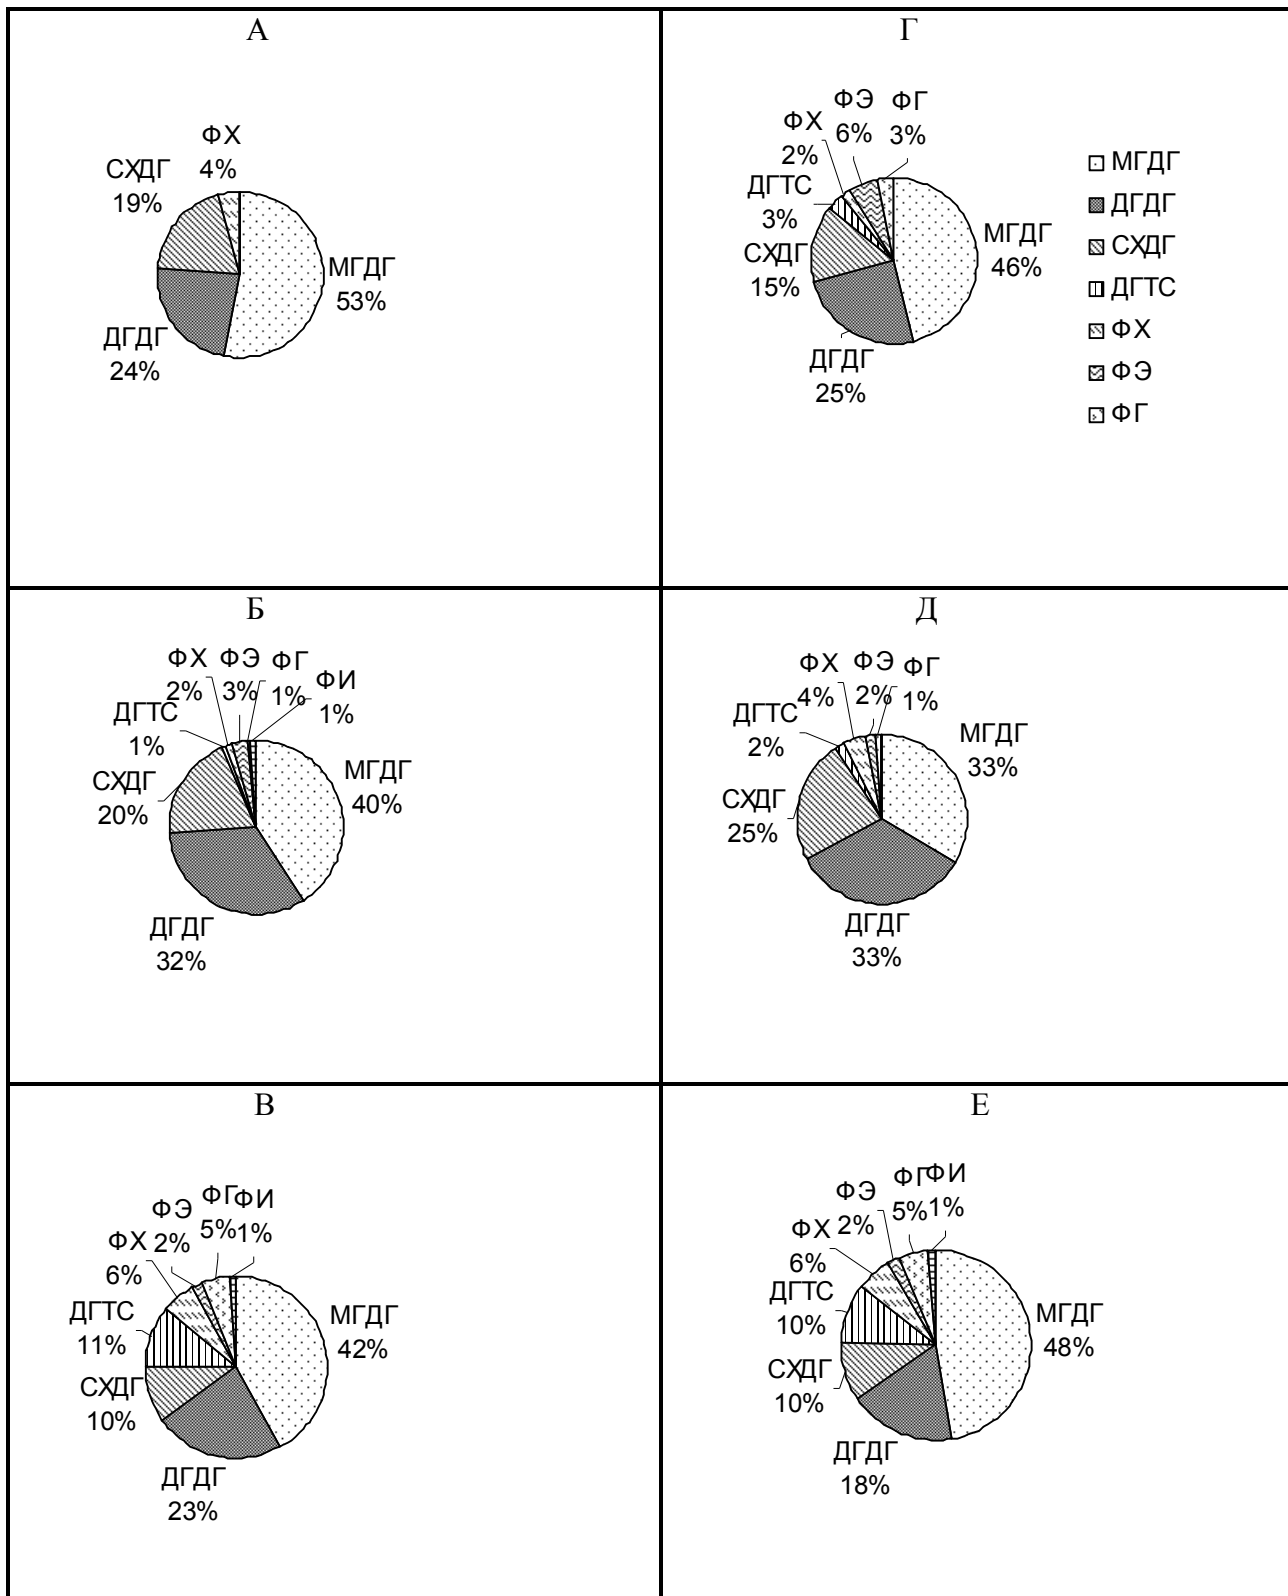 А
ФХ
4%
СХДГ
19%
МГДГ
53%
ДГДГ
24%
Г
ФЭ
6%
ФГ
3%
ФХ
2%
ДГТС
3%
СХДГ
15%
МГДГ
46%
ДГДГ
25%
МГДГ
ДГДГ
СХДГ
ДГТС
ФХ
ФЭ
ФГ
Б
ФХ
2%
ФЭ
3%
ФГ
1%
ФИ
1%
ДГТС
1%
СХДГ
20%
МГДГ
40%
ДГДГ
32%
Д
ФХ
4%
ФЭ
2%
ФГ
1%
ДГТС
2%
МГДГ
33%
СХДГ
25%
ДГДГ
33%
В
ФГ
5%
ФИ
1%
ФЭ
2%
ФХ
6%
ДГТС
11%
СХДГ
10%
МГДГ
42%
ДГДГ
23%
Е
ФГ
5%
ФИ
1%
ФЭ
2%
ФХ
6%
ДГТС
10%
СХДГ
10%
МГДГ
48%
ДГДГ
18%